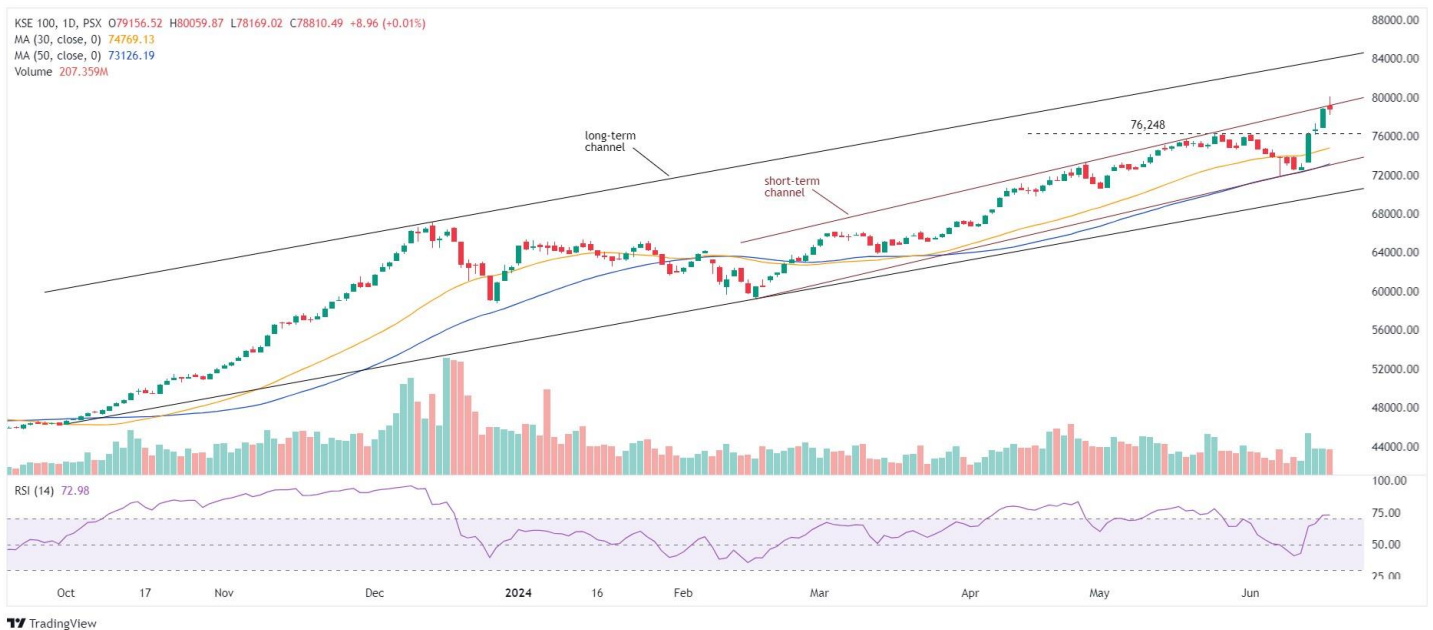 KSE 100, 1D, PSX O79156.52 H80059.87 L78169.02 C78810.49 +8.96 (+0.01%)
MA (30, close, 0) 74769.13
MA (50, close, 0) 73126.19
Volume 207.359M
88000.00
84000.00
80000.00
76000.00
72000.00
68000.00
64000.00
60000.00
56000.00
52000.00
48000.00
44000.00
76,248
long-term
channel
short-term
channel
RSI (14) 72.98
100.00
75.00
50.00
25.00
Oct 17 Nov Dec 2024 16 Feb Mar Apr May Jun
TradingView